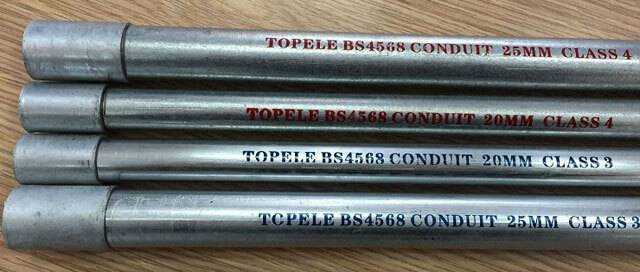 TOPELE BS4568 CONDUIT 25MM CLASS 4
TOPELE BS4568 CONDUIT 20MM CLASS 4
TOPELE BS4568 CONDUIT 20MM CLASS 3
TOPELE BS4568 CONDUIT 25MM CLASS 3